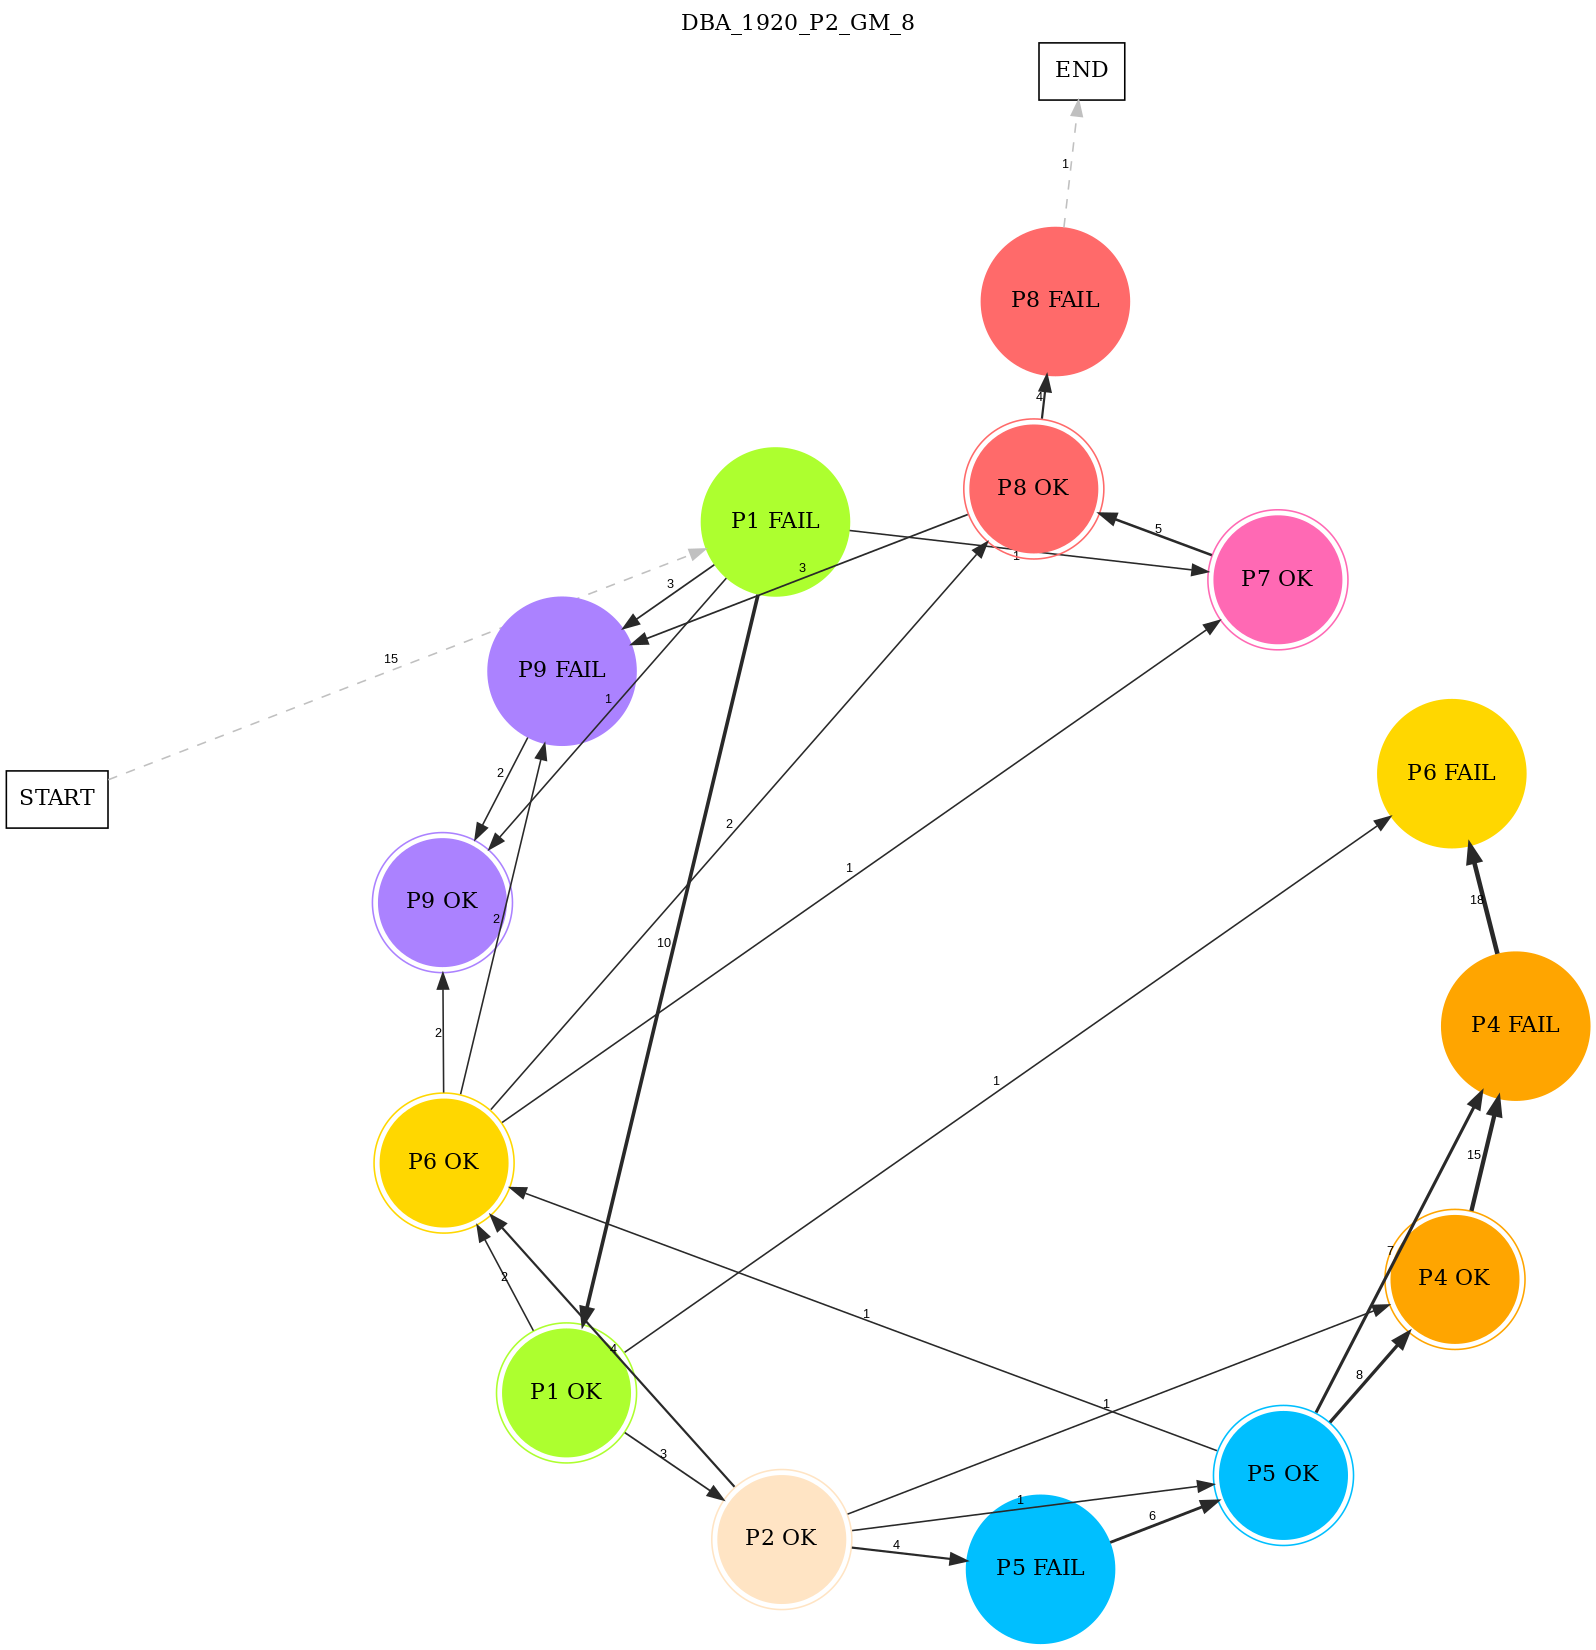 DBA_1920_P2_GM_8
END
1
P8 FAIL
4
P8 OK
P1 FAIL
5
1
3
3
P7 OK
15
P9 FAIL
1
2
START
P6 FAIL
2
1
P9 OK
18
2
10
2
P4 FAIL
1
P6 OK
15
7
2
P4 OK
1
4
8
P1 OK
1
3
P5 OK
1
6
P2 OK
4
P5 FAIL